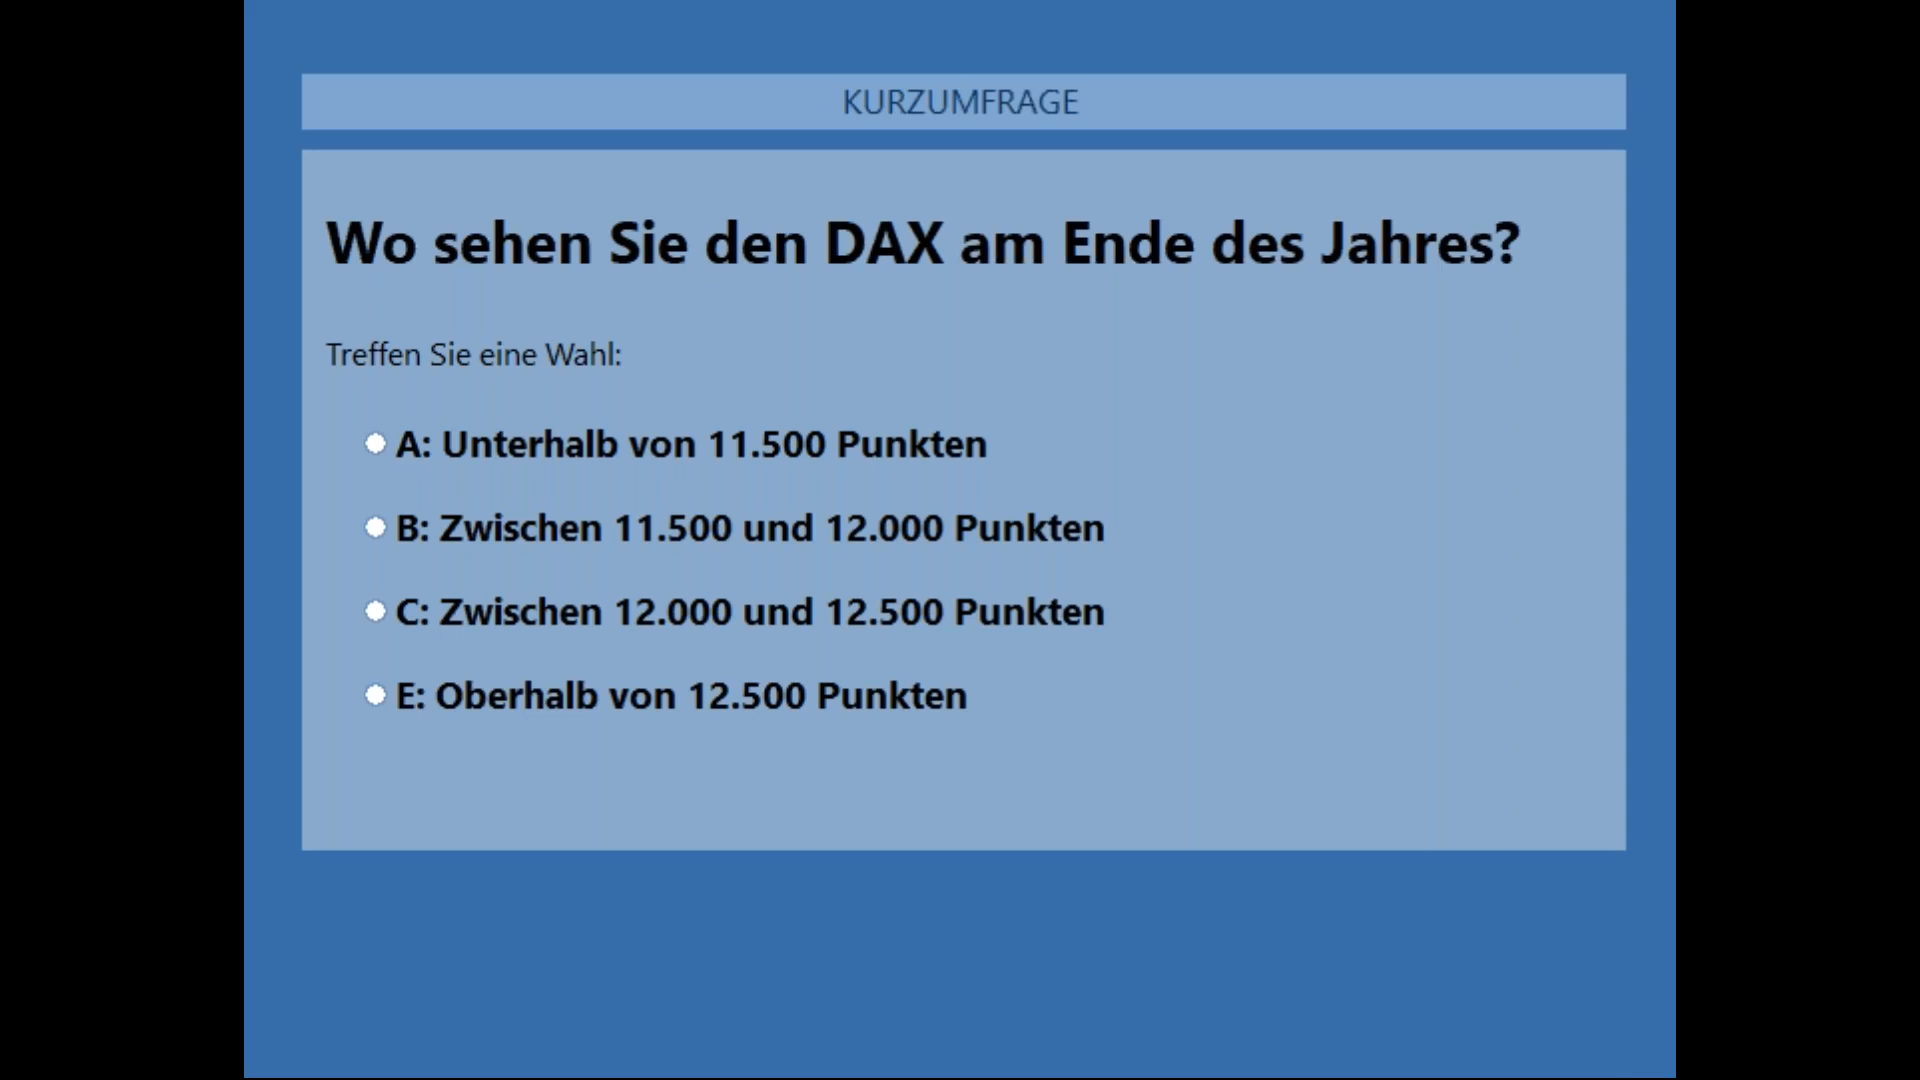 KURZUMFRAGE
Wo sehen Sie den DAX am Ende des Jahres?
Treffen Sie eine Wahl:
A: Unterhalb von 11.500 Punkten
B: Zwischen 11.500 und 12.000 Punkten
C: Zwischen 12.000 und 12.500 Punkten
E: Oberhalb von 12.500 Punkten